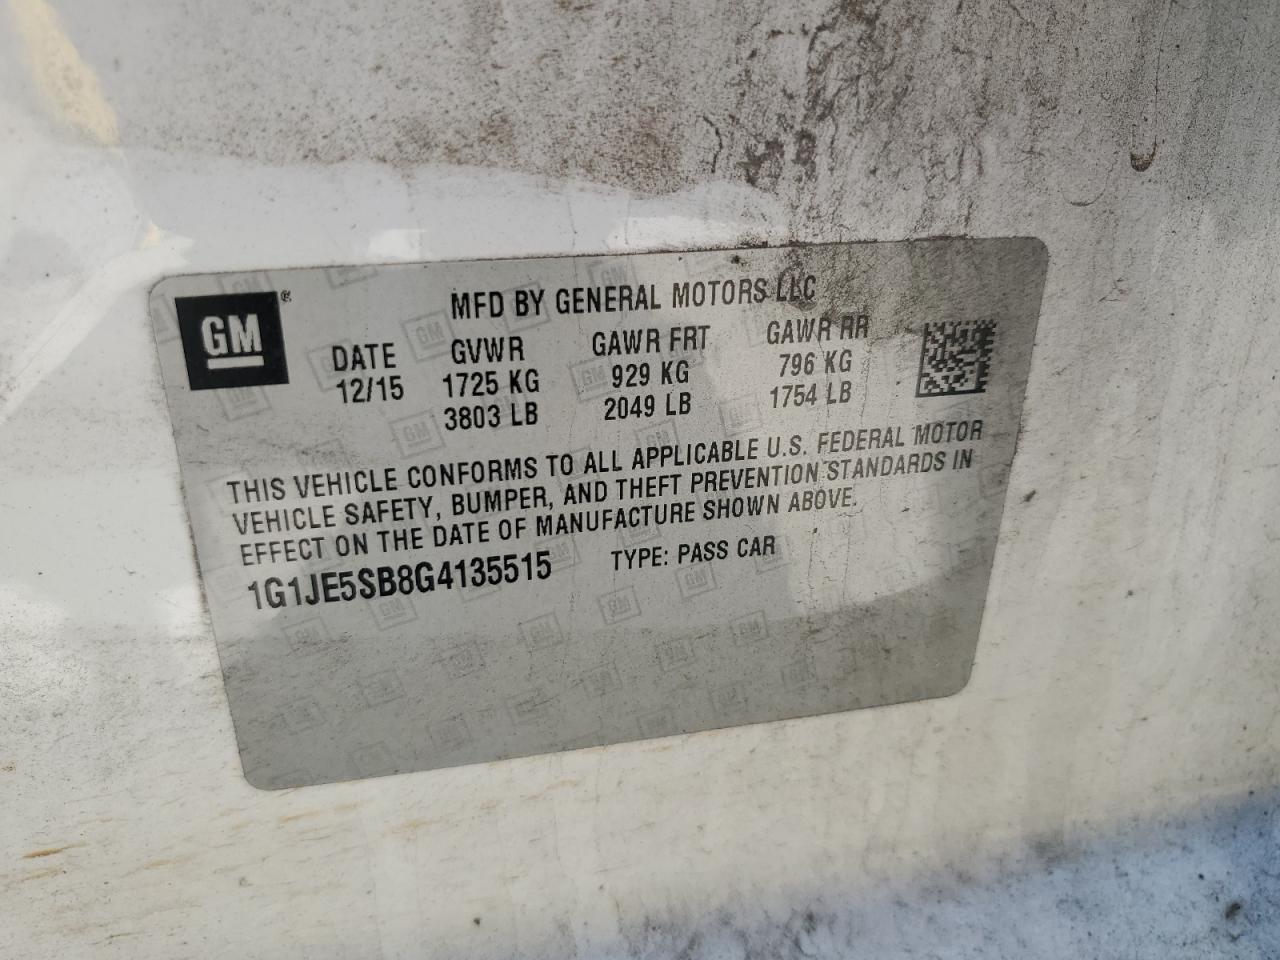 GM ®
MFD BY GENERAL MOTORS LLC
DATE GVWR GAWR FRT GAWR RR
12/15 1725 KG 929 KG 796 KG
3803 LB 2049 LB 1754 LB
THIS VEHICLE CONFORMS TO ALL APPLICABLE U.S. FEDERAL MOTOR
VEHICLE SAFETY, BUMPER, AND THEFT PREVENTION STANDARDS IN
EFFECT ON THE DATE OF MANUFACTURE SHOWN ABOVE.
1G1JE5SB8G4135515 TYPE: PASS CAR